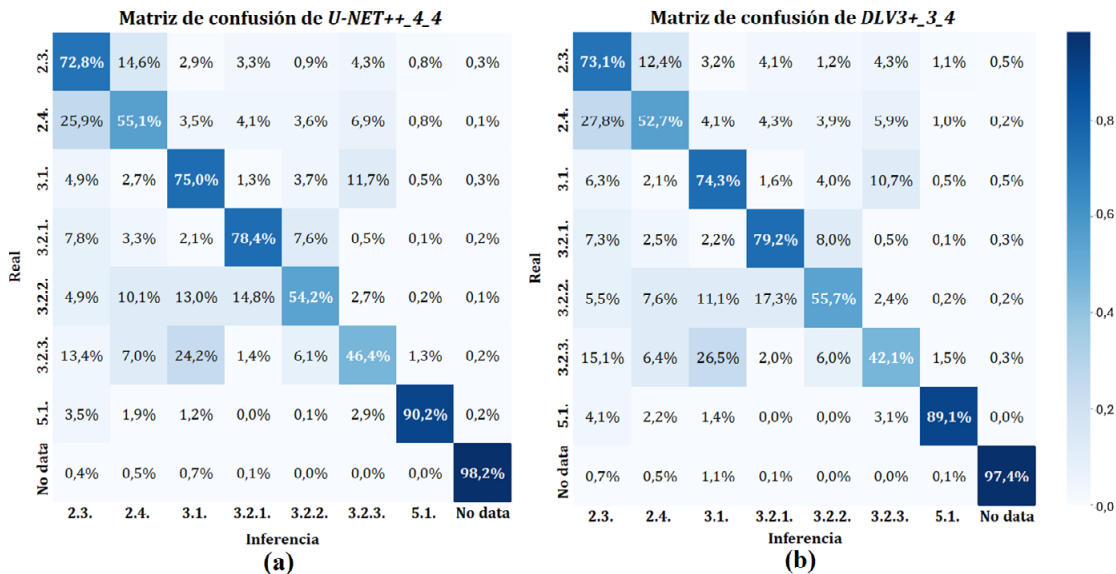 Matriz de confusión de U-NET++_4_4
2.3. 72,8% 14,6% 2,9% 3,3% 0,9% 4,3% 0,8% 0,3%
2.4. 25,9% 55,1% 3,5% 4,1% 3,6% 6,9% 0,8% 0,1%
3.1. 4,9% 2,7% 75,0% 1,3% 3,7% 11,7% 0,5% 0,3%
3.2.1. 7,8% 3,3% 2,1% 78,4% 7,6% 0,5% 0,1% 0,2%
3.2.2. 4,9% 10,1% 13,0% 14,8% 54,2% 2,7% 0,2% 0,1%
3.2.3. 13,4% 7,0% 24,2% 1,4% 6,1% 46,4% 1,3% 0,2%
5.1. 3,5% 1,9% 1,2% 0,0% 0,1% 2,9% 90,2% 0,2%
No data 0,4% 0,5% 0,7% 0,1% 0,0% 0,0% 0,0% 98,2%
Real
2.3. 2.4. 3.1. 3.2.1. 3.2.2. 3.2.3. 5.1. No data
Inferencia
(a)
Matriz de confusión de DLV3+_3_4
2.3. 73,1% 12,4% 3,2% 4,1% 1,2% 4,3% 1,1% 0,5%
2.4. 27,8% 52,7% 4,1% 4,3% 3,9% 5,9% 1,0% 0,2%
3.1. 6,3% 2,1% 74,3% 1,6% 4,0% 10,7% 0,5% 0,5%
3.2.1. 7,3% 2,5% 2,2% 79,2% 8,0% 0,5% 0,1% 0,3%
3.2.2. 5,5% 7,6% 11,1% 17,3% 55,7% 2,4% 0,2% 0,2%
3.2.3. 15,1% 6,4% 26,5% 2,0% 6,0% 42,1% 1,5% 0,3%
5.1. 4,1% 2,2% 1,4% 0,0% 0,0% 3,1% 89,1% 0,0%
No data 0,7% 0,5% 1,1% 0,1% 0,0% 0,0% 0,1% 97,4%
Real
2.3. 2.4. 3.1. 3.2.1. 3.2.2. 3.2.3. 5.1. No data
Inferencia
(b)
0,8
0,6
0,4
0,2
0,0